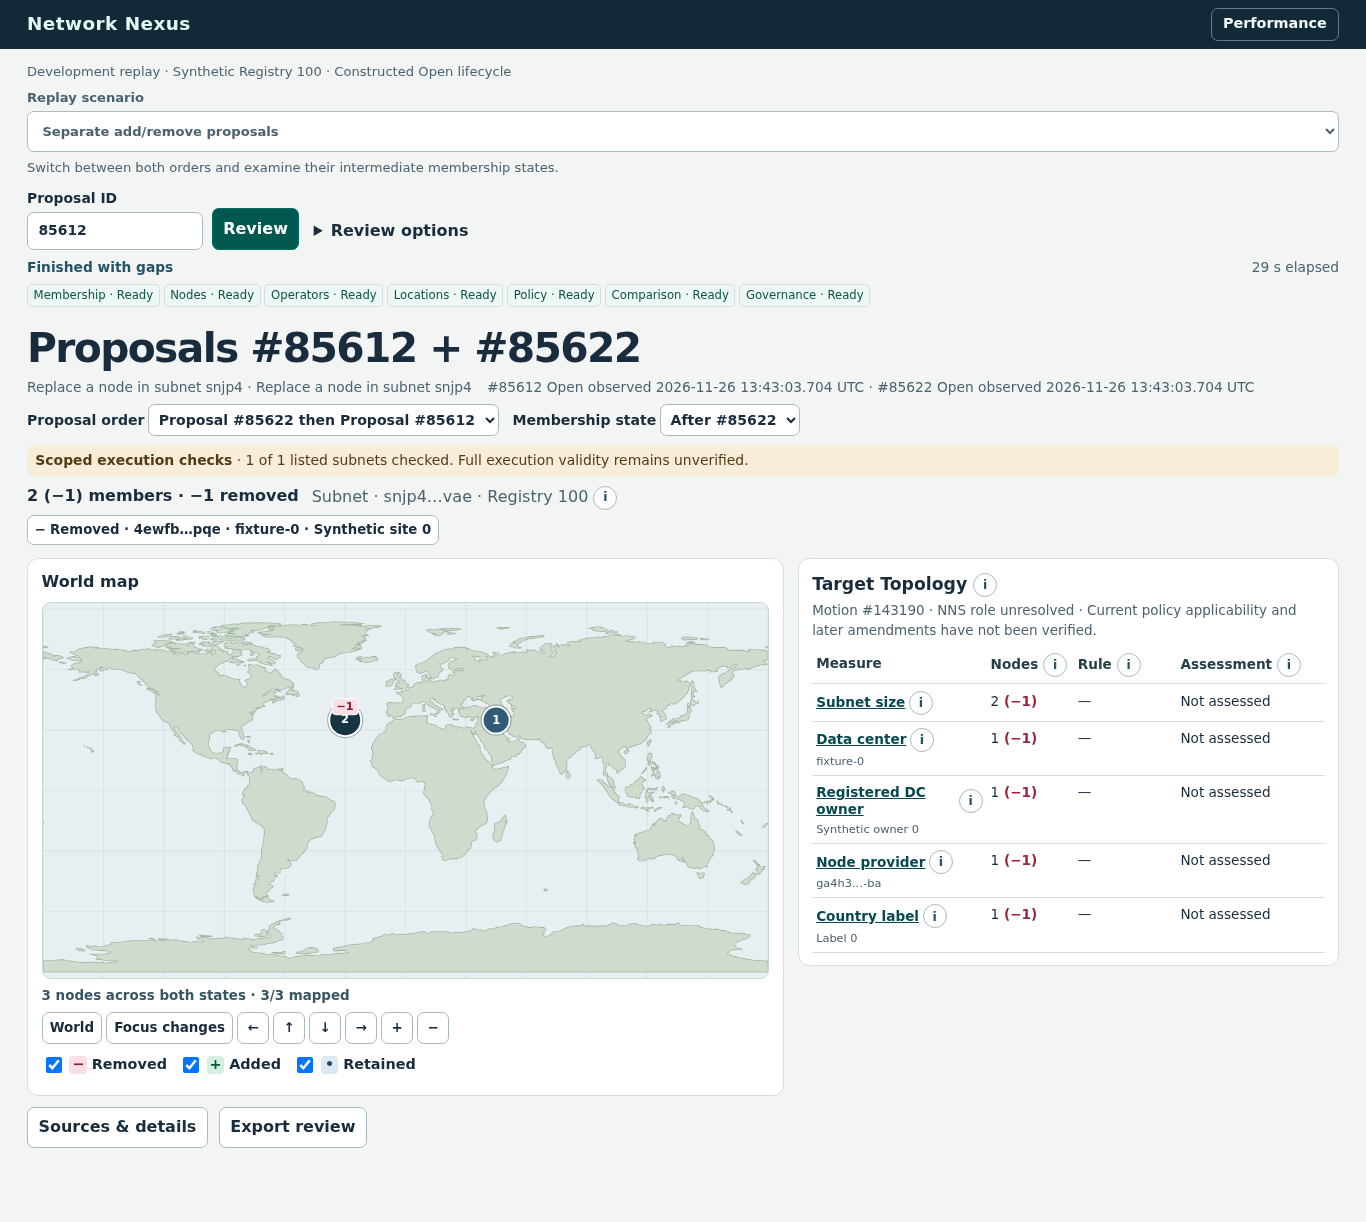 Network Nexus
Performance
Development replay · Synthetic Registry 100 · Constructed Open lifecycle
Replay scenario
Separate add/remove proposals
Switch between both orders and examine their intermediate membership states.
Proposal ID
85612
Review
▶ Review options
Finished with gaps
29 s elapsed
Membership · Ready
Nodes · Ready
Operators · Ready
Locations · Ready
Policy · Ready
Comparison · Ready
Governance · Ready
Proposals #85612 + #85622
Replace a node in subnet snjp4 · Replace a node in subnet snjp4 #85612 Open observed 2026-11-26 13:43:03.704 UTC · #85622 Open observed 2026-11-26 13:43:03.704 UTC
Proposal order Proposal #85622 then Proposal #85612 Membership state After #85622
Scoped execution checks · 1 of 1 listed subnets checked. Full execution validity remains unverified.
2 (−1) members · −1 removed Subnet · snjp4…vae · Registry 100 i
− Removed · 4ewfb…pqe · fixture-0 · Synthetic site 0
World map
−1
2
1
3 nodes across both states · 3/3 mapped
World
Focus changes
←
↑
↓
→
+
−
− Removed
+ Added
• Retained
Target Topology i
Motion #143190 · NNS role unresolved · Current policy applicability and
later amendments have not been verified.
Measure Nodes i Rule i Assessment i
Subnet size i 2 (−1) — Not assessed
Data center i 1 (−1) — Not assessed
fixture-0
Registered DC
owner i 1 (−1) — Not assessed
Synthetic owner 0
Node provider i 1 (−1) — Not assessed
ga4h3…-ba
Country label i 1 (−1) — Not assessed
Label 0
Sources & details
Export review